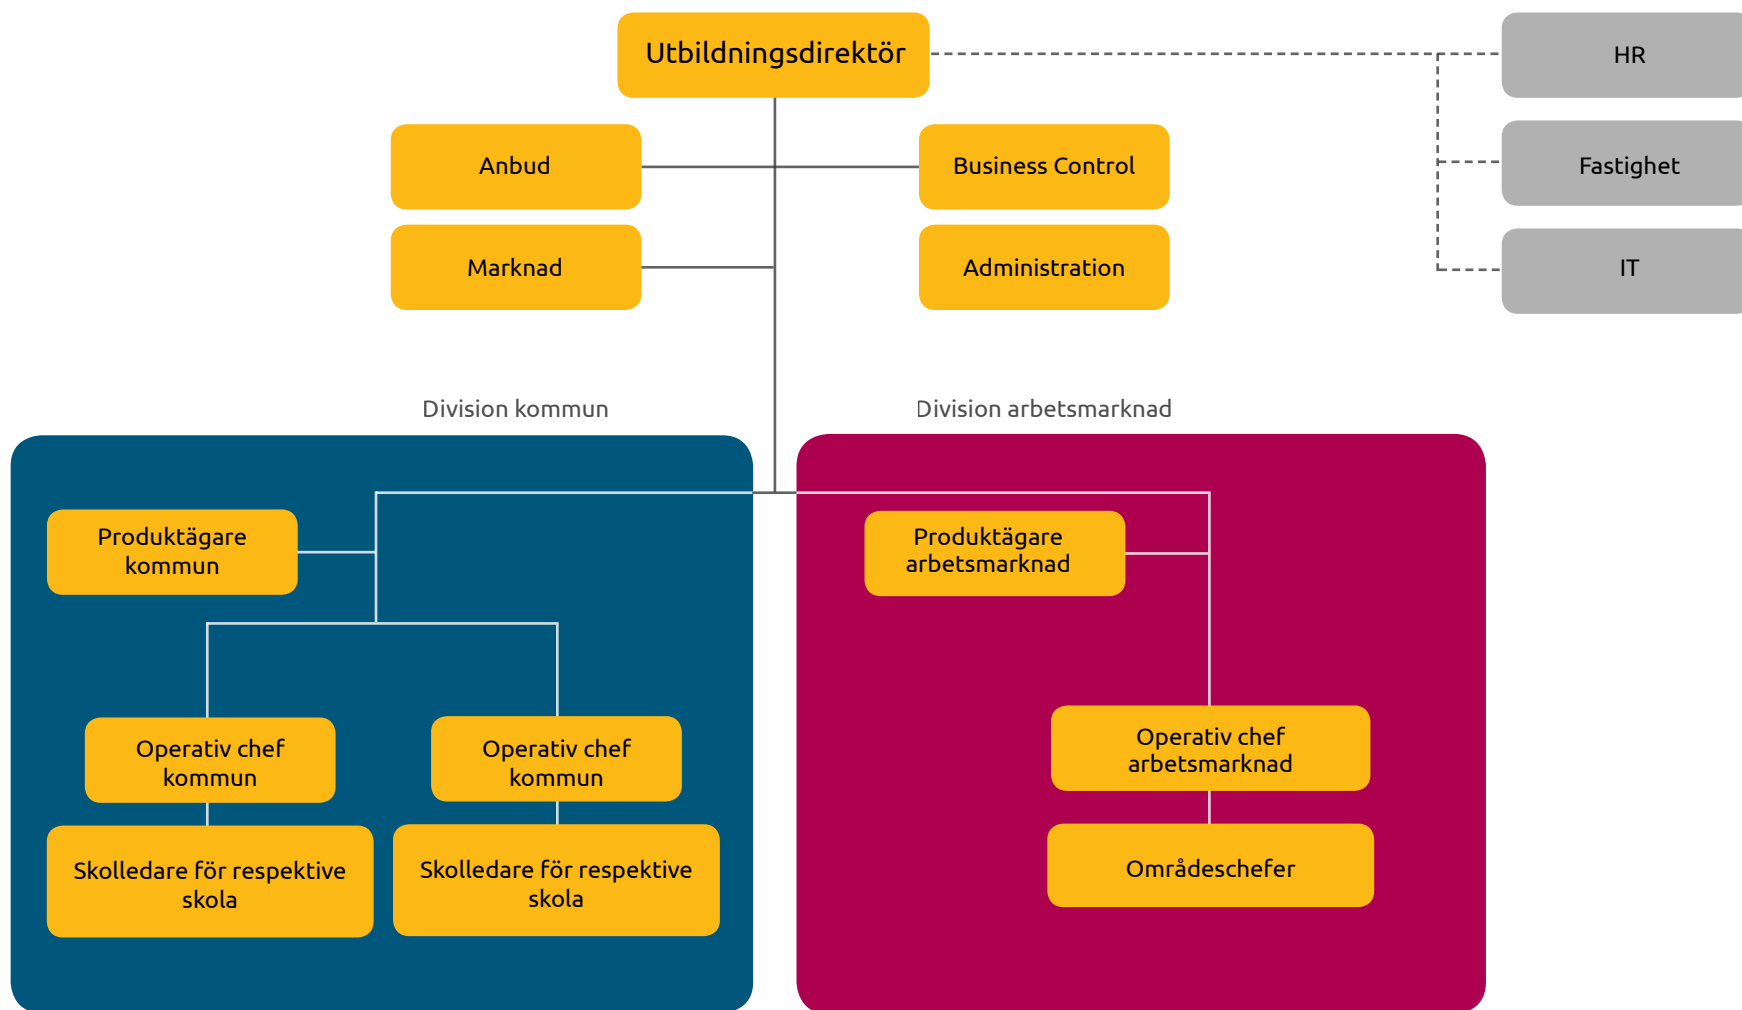 Utbildningsdirektör
HR
Anbud
Business Control
Fastighet
Marknad
Administration
IT
Division kommun
Division arbetsmarknad
Produktägare
kommun
Produktägare
arbetsmarknad
Operativ chef
kommun
Operativ chef
kommun
Operativ chef
arbetsmarknad
Skolledare för respektive
skola
Skolledare för respektive
skola
Områdeschefer